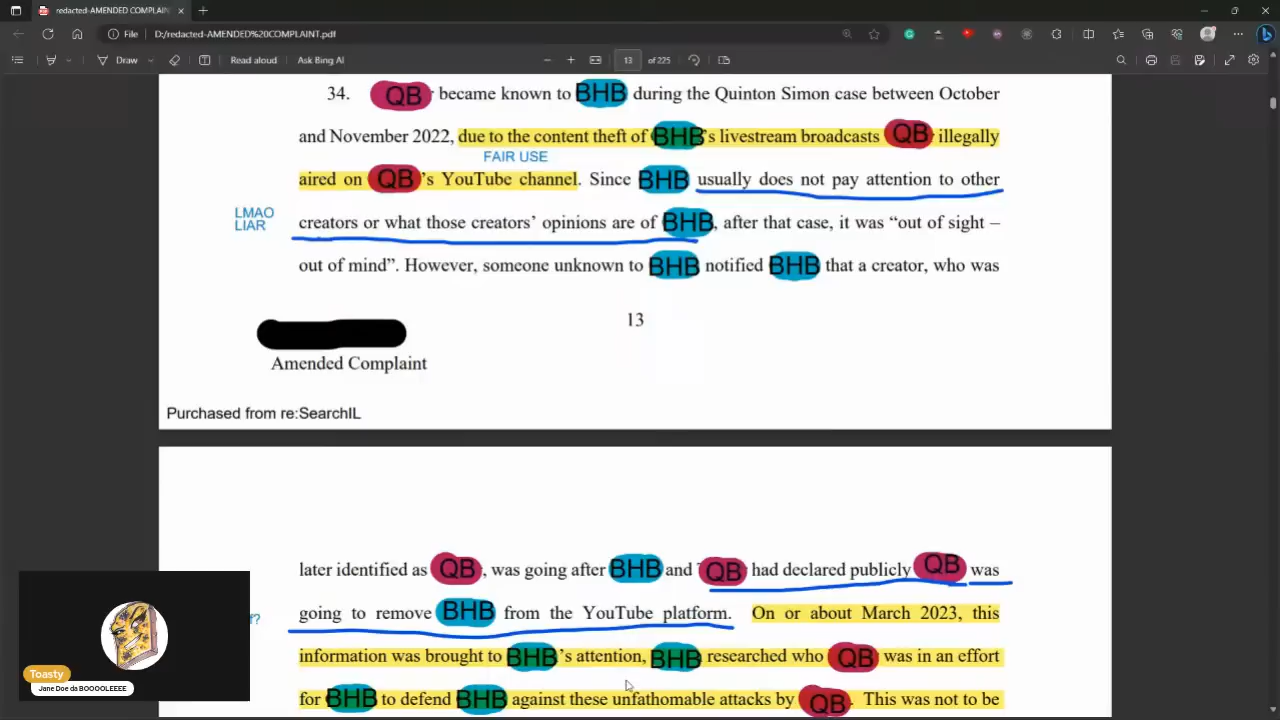 redacted-AMENDED COMPLAIN
File D:/redacted-AMENDED%20COMPLAINT.pdf
Draw Read aloud Ask Bing AI 13 of 225
34. QB became known to BHB during the Quinton Simon case between October
and November 2022, due to the content theft of BHB's livestream broadcasts QB illegally
FAIR USE
aired on QB's YouTube channel. Since BHB usually does not pay attention to other
LMAO
LIAR
creators or what those creators' opinions are of BHB, after that case, it was “out of sight –
out of mind”. However, someone unknown to BHB notified BHB that a creator, who was
13
Amended Complaint
Purchased from re:SearchIL
later identified as QB, was going after BHB and QB had declared publicly QB was
going to remove BHB from the YouTube platform. On or about March 2023, this
information was brought to BHB's attention, BHB researched who QB was in an effort
for BHB to defend BHB against these unfathomable attacks by QB. This was not to be
Toasty
Jane Doe da BOOOOLEEEE